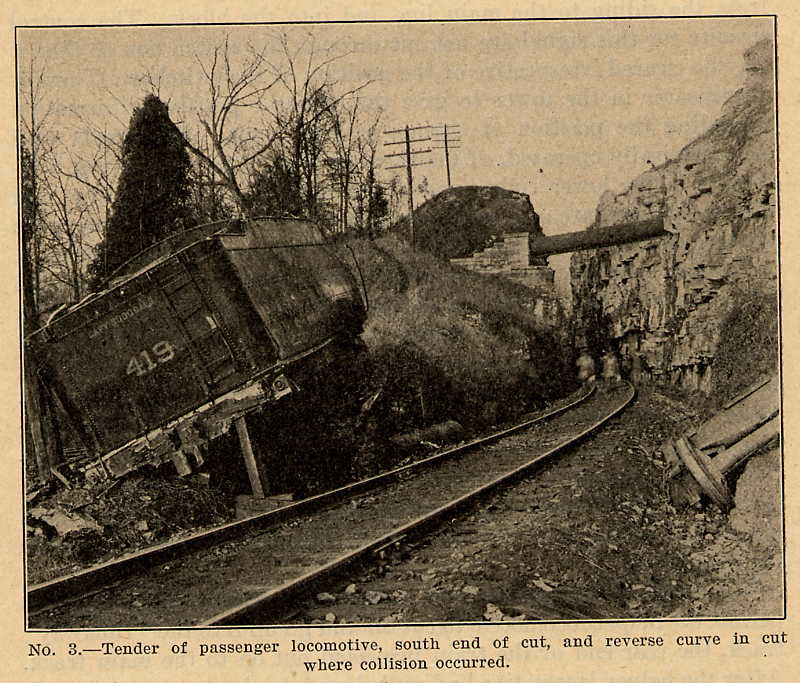 419
No. 3.—Tender of passenger locomotive, south end of cut, and reverse curve in cut
where collision occurred.